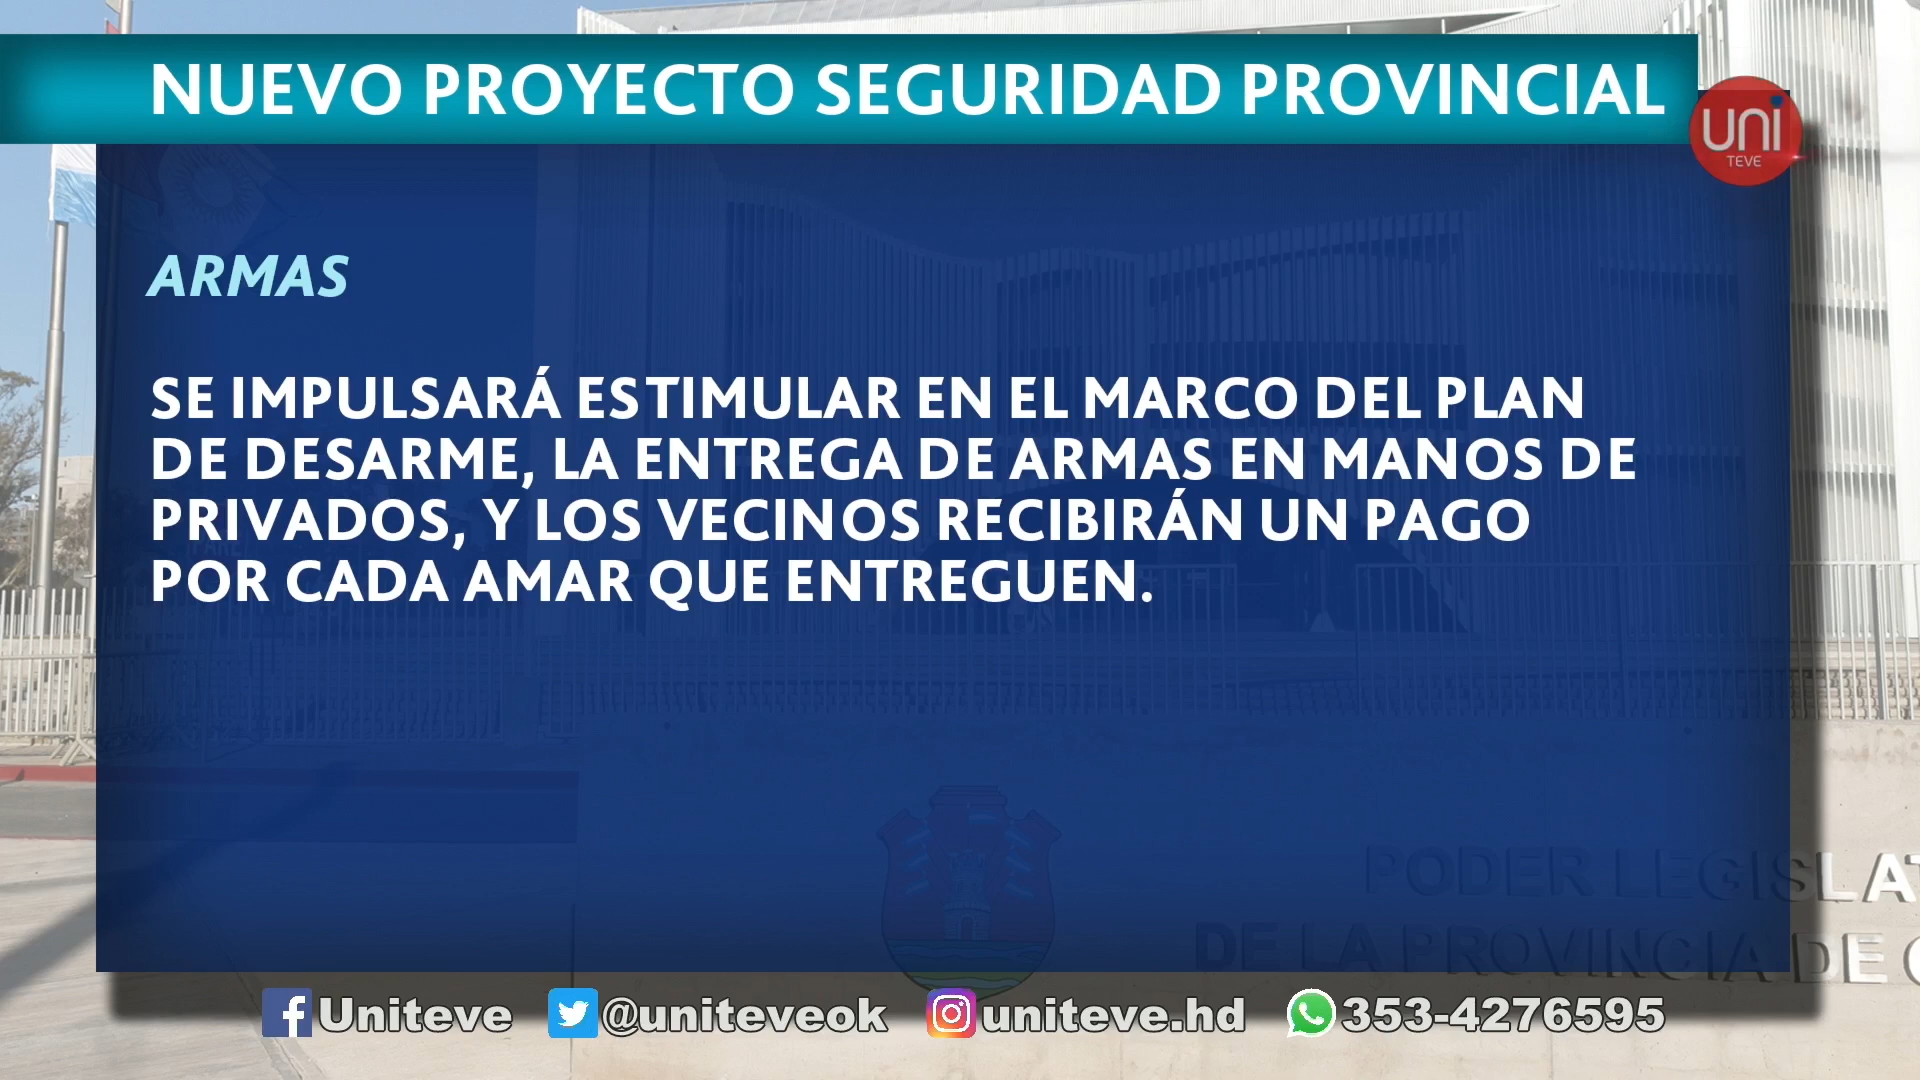 NUEVO PROYECTO SEGURIDAD PROVINCIAL
UNI
TEVE
ARMAS
SE IMPULSARÁ ESTIMULAR EN EL MARCO DEL PLAN
DE DESARME, LA ENTREGA DE ARMAS EN MANOS DE
PRIVADOS, Y LOS VECINOS RECIBIRÁN UN PAGO
POR CADA AMAR QUE ENTREGUEN.
PODER LEGISLAT
DE LA PROVINCIA DE C
Uniteve @uniteveok uniteve.hd 353-4276595